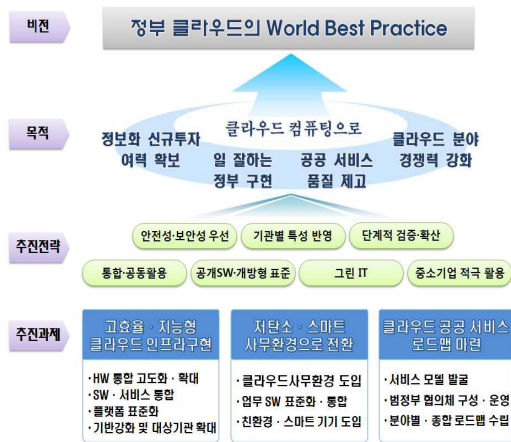 비전
정부 클라우드의 World Best Practice
목적
클라우드 컴퓨팅으로
정보화 신규투자
여력 확보
일 잘하는
정부 구현
공공 서비스
품질 제고
클라우드 분야
경쟁력 강화
추진전략
안전성·보안성 우선
기관별 특성 반영
단계적 검증·확산
통합·공동활용
공개SW·개방형 표준
그린 IT
중소기업 적극 활용
추진과제
고효율·지능형
클라우드 인프라구현
·HW 통합 고도화·확대
·SW·서비스 통합
·플랫폼 표준화
·기반강화 및 대상기관 확대
저탄소·스마트
사무환경으로 전환
·클라우드사무환경 도입
·업무 SW 표준화·통합
·친환경·스마트 기기 도입
클라우드 공공 서비스
로드맵 마련
·서비스 모델 발굴
·범정부 협의체 구성·운영
·분야별·종합 로드맵 수립